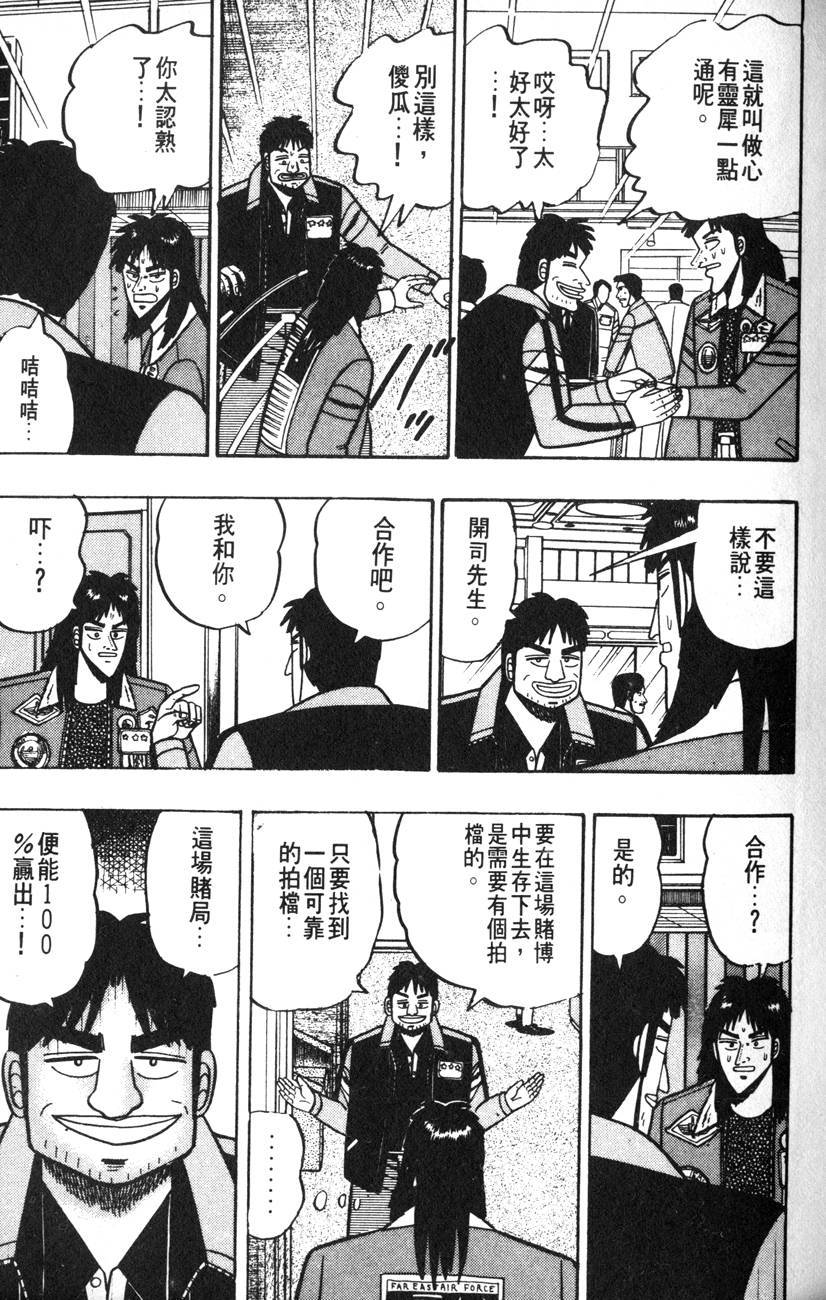 這就叫做心
有靈犀一點
通呢。
哎呀…太
好太好了
…！
別這樣，
傻瓜…！
你太認熟
了…！
咭咭咭…
不要這
樣說…
開司先生。
合作吧。
我和你。
吓…？
合作…？
是的。
要在這場賭博
中生存下去，
是需要有個拍
檔的。
只要找到
一個可靠
的拍檔…
………
FAR EAST AIR FORCE
這場賭局…
便能100
%贏出…！